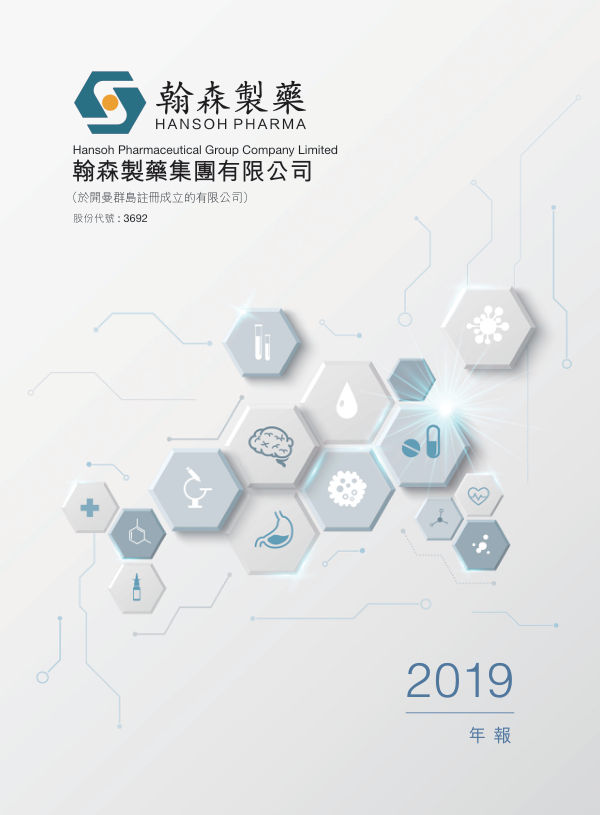 翰森製藥
HANSOH PHARMA
Hansoh Pharmaceutical Group Company Limited
翰森製藥集團有限公司
（於開曼群島註冊成立的有限公司）
股份代號 : 3692
2019
年報